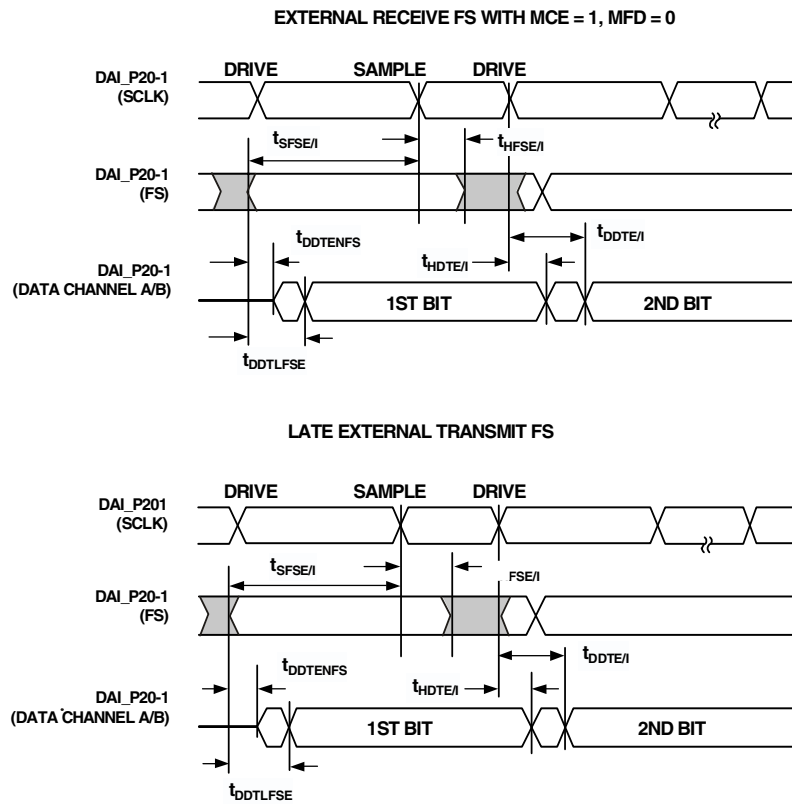 EXTERNAL RECEIVE FS WITH MCE = 1, MFD = 0
DAI_P20-1
(SCLK)
DRIVE SAMPLE DRIVE
tSFSE/I
tHFSE/I
DAI_P20-1
(FS)
tDDTENFS
tDDTE/I
tHDTE/I
DAI_P20-1
(DATA CHANNEL A/B)
1ST BIT
2ND BIT
tDDTLFSE
LATE EXTERNAL TRANSMIT FS
DAI_P201
(SCLK)
DRIVE SAMPLE DRIVE
tSFSE/I
FSE/I
DAI_P20-1
(FS)
tDDTENFS
tDDTE/I
tHDTE/I
DAI_P20-1
(DATA CHANNEL A/B)
1ST BIT
2ND BIT
tDDTLFSE